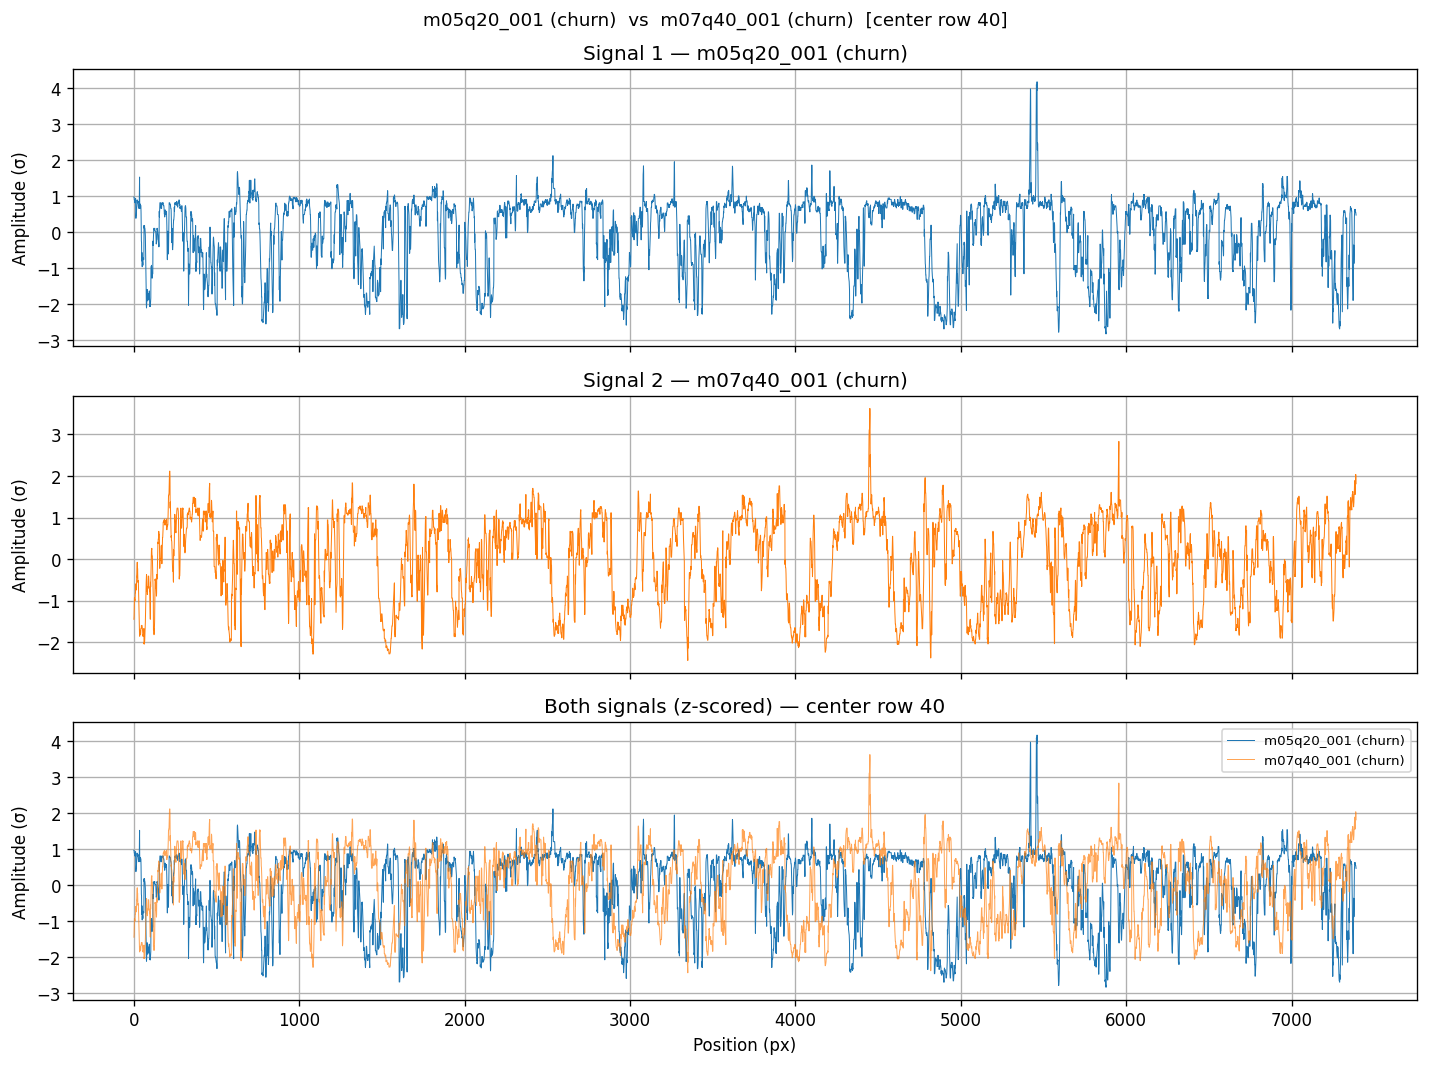 m05q20_001 (churn)  vs  m07q40_001 (churn)  [center row 40]
Signal 1 — m05q20_001 (churn)
Amplitude (σ)
4
3
2
1
0
−1
−2
−3
Signal 2 — m07q40_001 (churn)
Amplitude (σ)
3
2
1
0
−1
−2
Both signals (z-scored) — center row 40
Amplitude (σ)
4
3
2
1
0
−1
−2
−3
m05q20_001 (churn)
m07q40_001 (churn)
0 1000 2000 3000 4000 5000 6000 7000
Position (px)